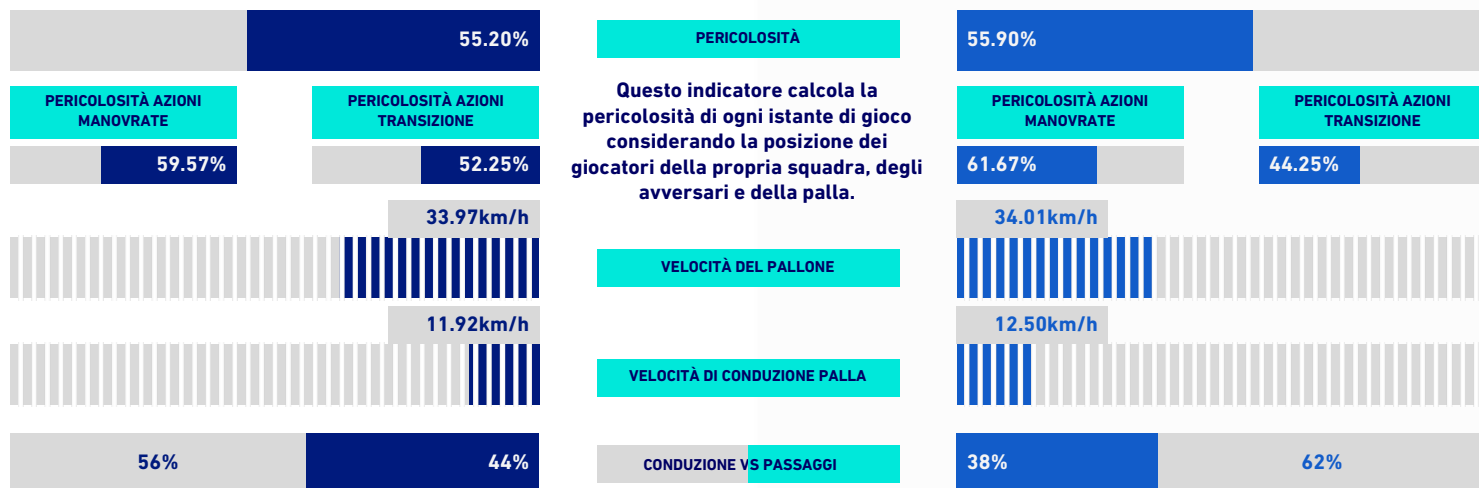 55.20%
PERICOLOSITÀ
55.90%
PERICOLOSITÀ AZIONI
MANOVRATE
PERICOLOSITÀ AZIONI
TRANSIZIONE
59.57%
52.25%
Questo indicatore calcola la
pericolosità di ogni istante di gioco
considerando la posizione dei
giocatori della propria squadra, degli
avversari e della palla.
PERICOLOSITÀ AZIONI
MANOVRATE
PERICOLOSITÀ AZIONI
TRANSIZIONE
61.67%
44.25%
33.97km/h
VELOCITÀ DEL PALLONE
34.01km/h
11.92km/h
VELOCITÀ DI CONDUZIONE PALLA
12.50km/h
56%
44%
CONDUZIONE VS PASSAGGI
38%
62%